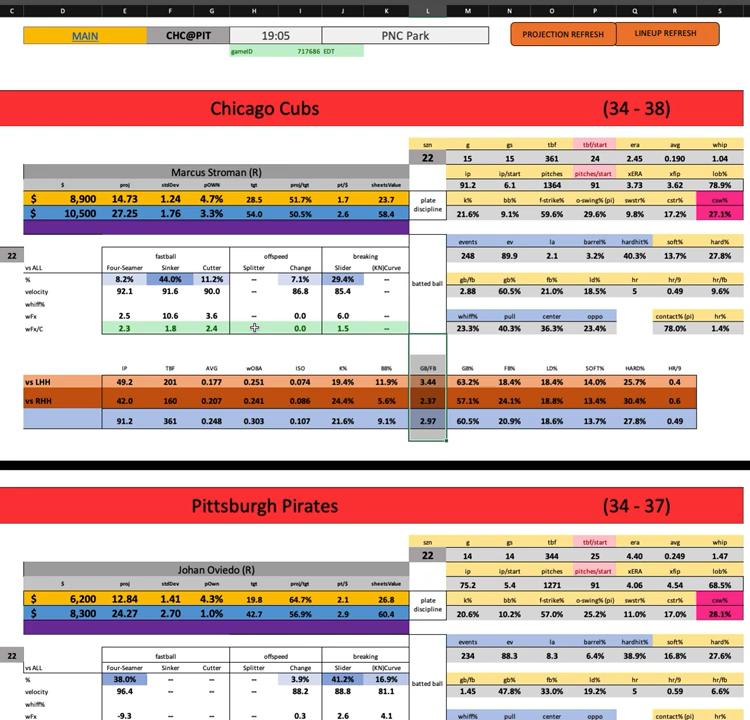 C D E F G H I J K L M N O P Q R S
MAIN CHC@PIT 19:05 PNC Park PROJECTION REFRESH LINEUP REFRESH
gameID 717686 EDT
Chicago Cubs (34 - 38)
szn g gs tbf tbf/start era avg whip
22 15 15 361 24 2.45 0.190 1.04
Marcus Stroman (R) ip ip/start pitches pitches/start xERA xfip lob%
$ proj stdDev pOWN tgt proj/tgt pt/$ sheetsValue 91.2 6.1 1364 91 3.73 3.62 78.9%
$ 8,900 14.73 1.24 4.7% 28.5 51.7% 1.7 23.7 plate discipline k% bb% f-strike% o-swing% (pi) swstr% cstr% csw%
$ 10,500 27.25 1.76 3.3% 54.0 50.5% 2.6 58.4 21.6% 9.1% 59.6% 29.6% 9.8% 17.2% 27.1%
events ev la barrel% hardhit% soft% hard%
22 fastball offspeed breaking 248 89.9 2.1 3.2% 40.3% 13.7% 27.8%
vs ALL Four-Seamer Sinker Cutter Splitter Change Slider (KN)Curve
% 8.2% 44.0% 11.2% -- 7.1% 29.4% -- batted ball gb/fb gb% fb% ld% hr hr/9 hr/fb
velocity 92.1 91.6 90.0 -- 86.8 85.4 -- 2.88 60.5% 21.0% 18.5% 5 0.49 9.6%
whiff%
wFx 2.5 10.6 3.6 -- 0.0 6.0 -- whiff% pull center oppo contact% (pi) hr%
wFx/C 2.3 1.8 2.4 0.0 1.5 -- 23.3% 40.3% 36.3% 23.4% 78.0% 1.4%
IP TBF AVG wOBA ISO K% BB% GB/FB GB% FB% LD% SOFT% HARD% HR/9
vs LHH 49.2 201 0.177 0.251 0.074 19.4% 11.9% 3.44 63.2% 18.4% 18.4% 14.0% 25.7% 0.4
vs RHH 42.0 160 0.207 0.241 0.086 24.4% 5.6% 2.37 57.1% 24.1% 18.8% 13.4% 30.4% 0.6
91.2 361 0.248 0.303 0.107 21.6% 9.1% 2.97 60.5% 20.9% 18.6% 13.7% 27.8% 0.49
Pittsburgh Pirates (34 - 37)
szn g gs tbf tbf/start era avg whip
22 14 14 344 25 4.40 0.249 1.47
Johan Oviedo (R) ip ip/start pitches pitches/start xERA xfip lob%
$ proj stdDev pOwn tgt proj/tgt pt/$ sheetsValue 75.2 5.4 1271 91 4.06 4.54 68.5%
$ 6,200 12.84 1.41 4.3% 19.8 64.7% 2.1 26.8 plate discipline k% bb% f-strike% o-swing% (pi) swstr% cstr% csw%
$ 8,300 24.27 2.70 1.0% 42.7 56.9% 2.9 60.4 20.6% 10.2% 57.0% 25.2% 11.0% 17.0% 28.1%
events ev la barrel% hardhit% soft% hard%
22 fastball offspeed breaking 234 88.3 8.3 6.4% 38.9% 16.8% 27.6%
vs ALL Four-Seamer Sinker Cutter Splitter Change Slider (KN)Curve
% 38.0% -- -- -- 3.9% 41.2% 16.9% batted ball gb/fb gb% fb% ld% hr hr/9 hr/fb
velocity 96.4 -- -- -- 88.2 88.8 81.1 1.45 47.8% 33.0% 19.2% 5 0.59 6.6%
whiff%
wFx -9.3 -- -- -- 0.3 2.6 4.1 whiff% pull center oppo contact% (pi) hr%